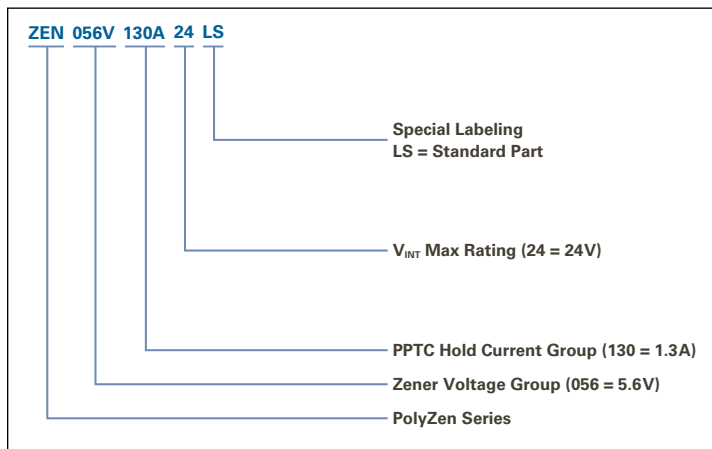 ZEN 056V 130A 24 LS
Special Labeling
LS = Standard Part
VINT Max Rating (24 = 24V)
PPTC Hold Current Group (130 = 1.3A)
Zener Voltage Group (056 = 5.6V)
PolyZen Series